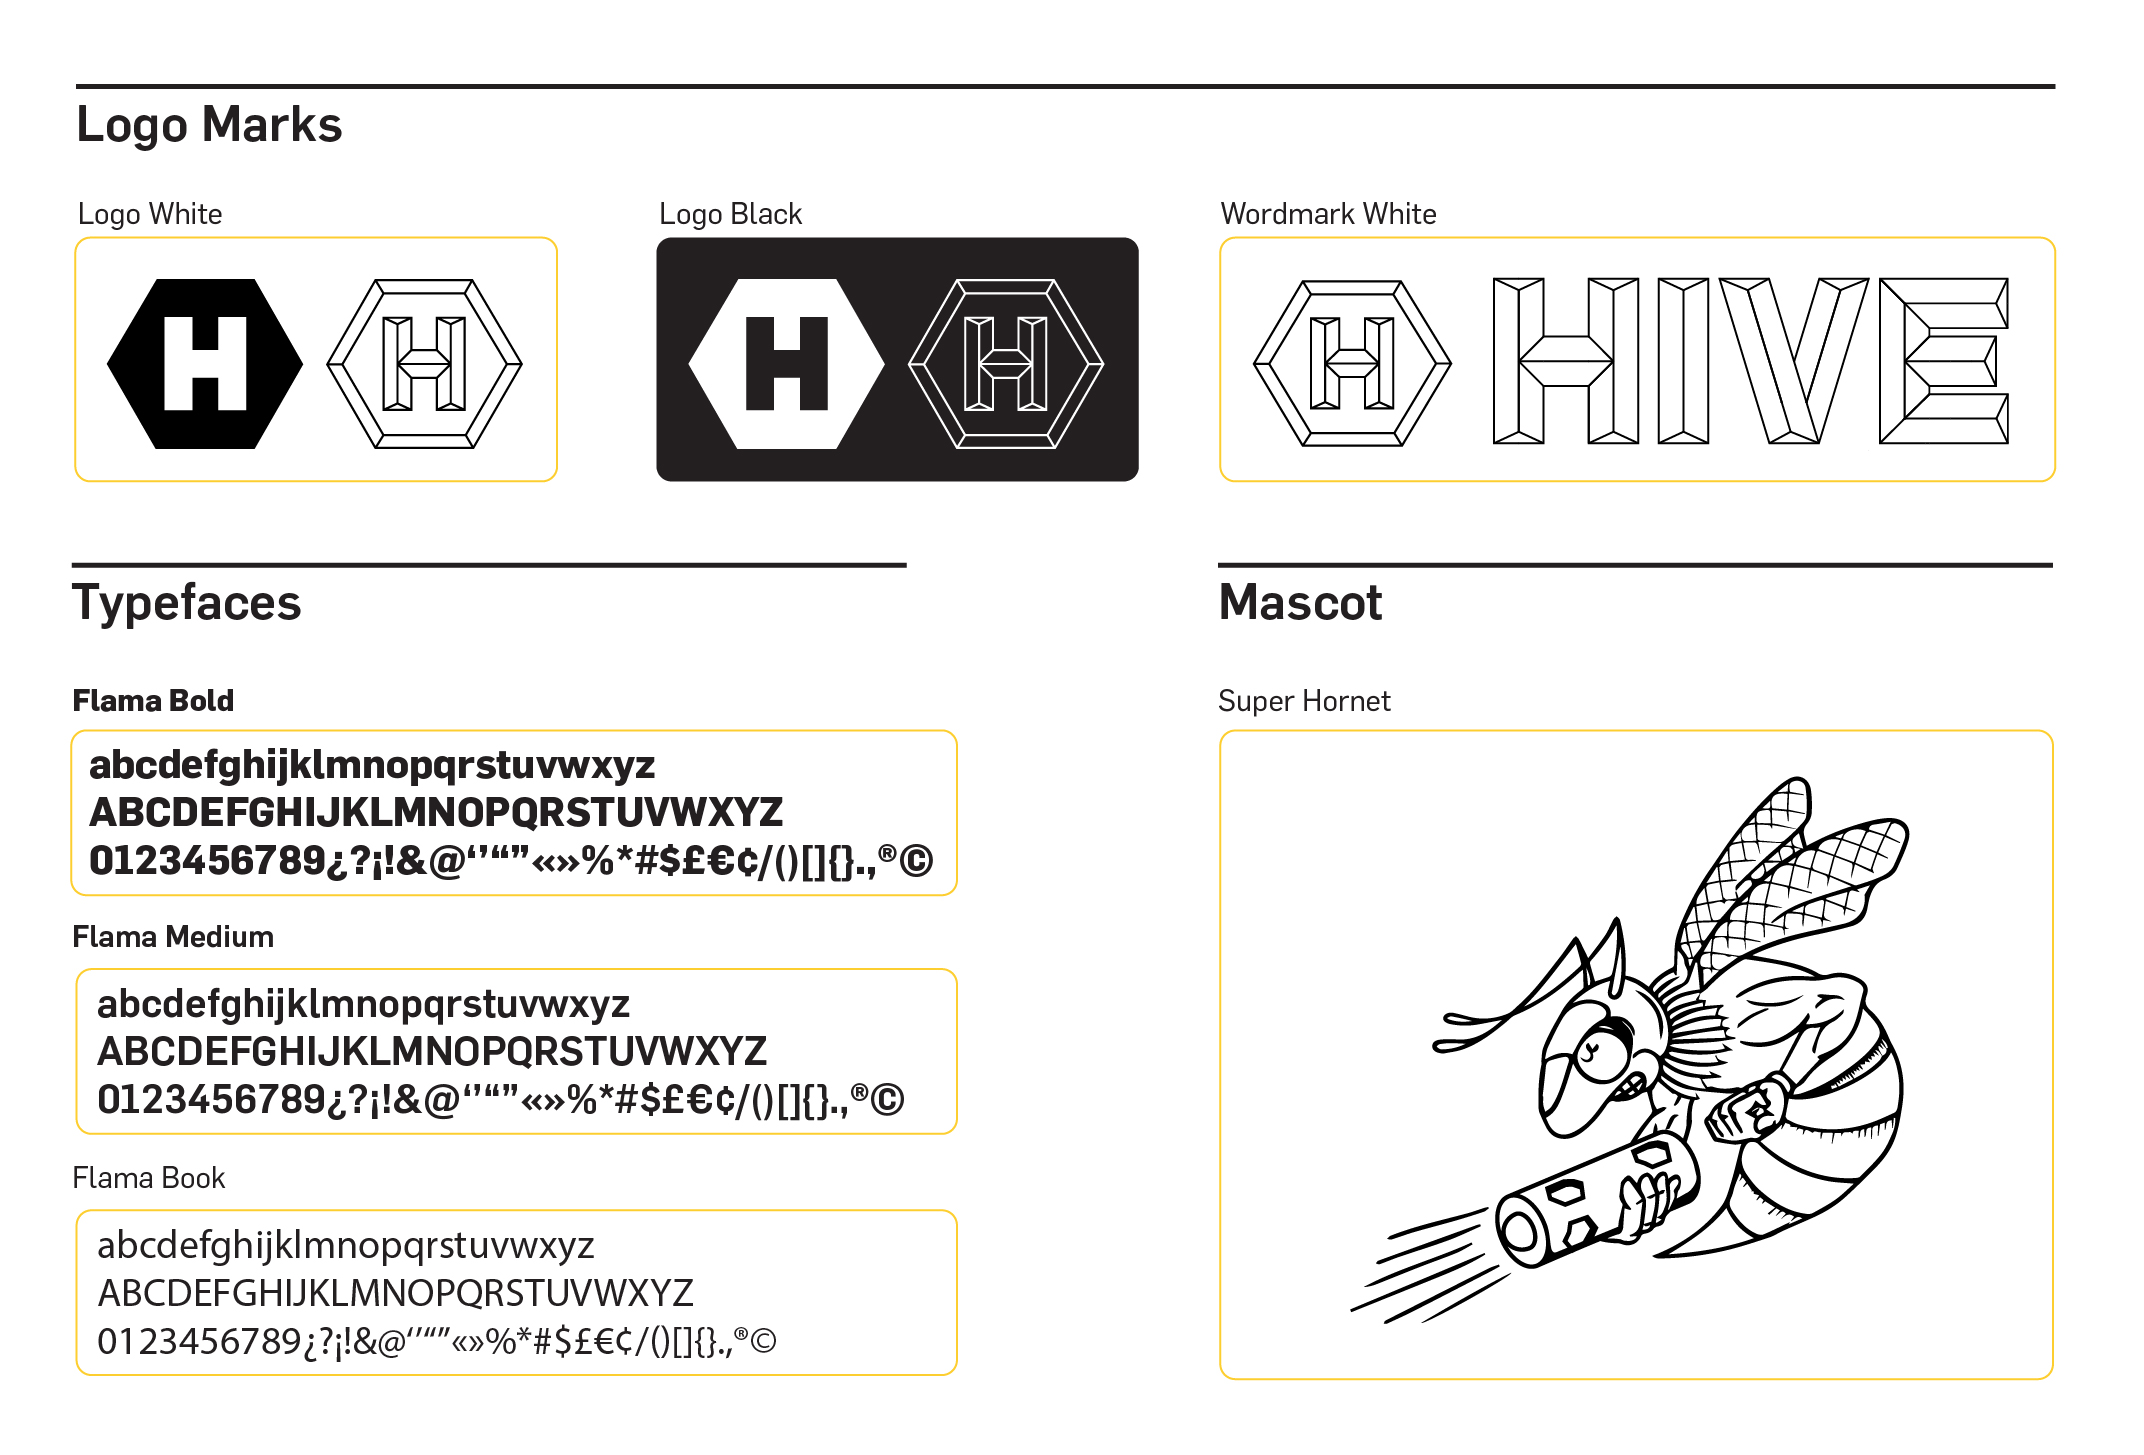 Logo Marks
Logo White
Logo Black
Wordmark White
H
H
H
H
H
HIVE
Typefaces
Mascot
Flama Bold
abcdefghijklmnopqrstuvwxyz
ABCDEFGHIJKLMNOPQRSTUVWXYZ
0123456789¿?¡!&@‘’“”«»%*#$£€¢/()[]{}.,®©
Flama Medium
abcdefghijklmnopqrstuvwxyz
ABCDEFGHIJKLMNOPQRSTUVWXYZ
0123456789¿?¡!&@‘’“”«»%*#$£€¢/()[]{}.,®©
Flama Book
abcdefghijklmnopqrstuvwxyz
ABCDEFGHIJKLMNOPQRSTUVWXYZ
0123456789¿?¡!&@‘’“”«»%*#$£€¢/()[]{}.,®©
Super Hornet